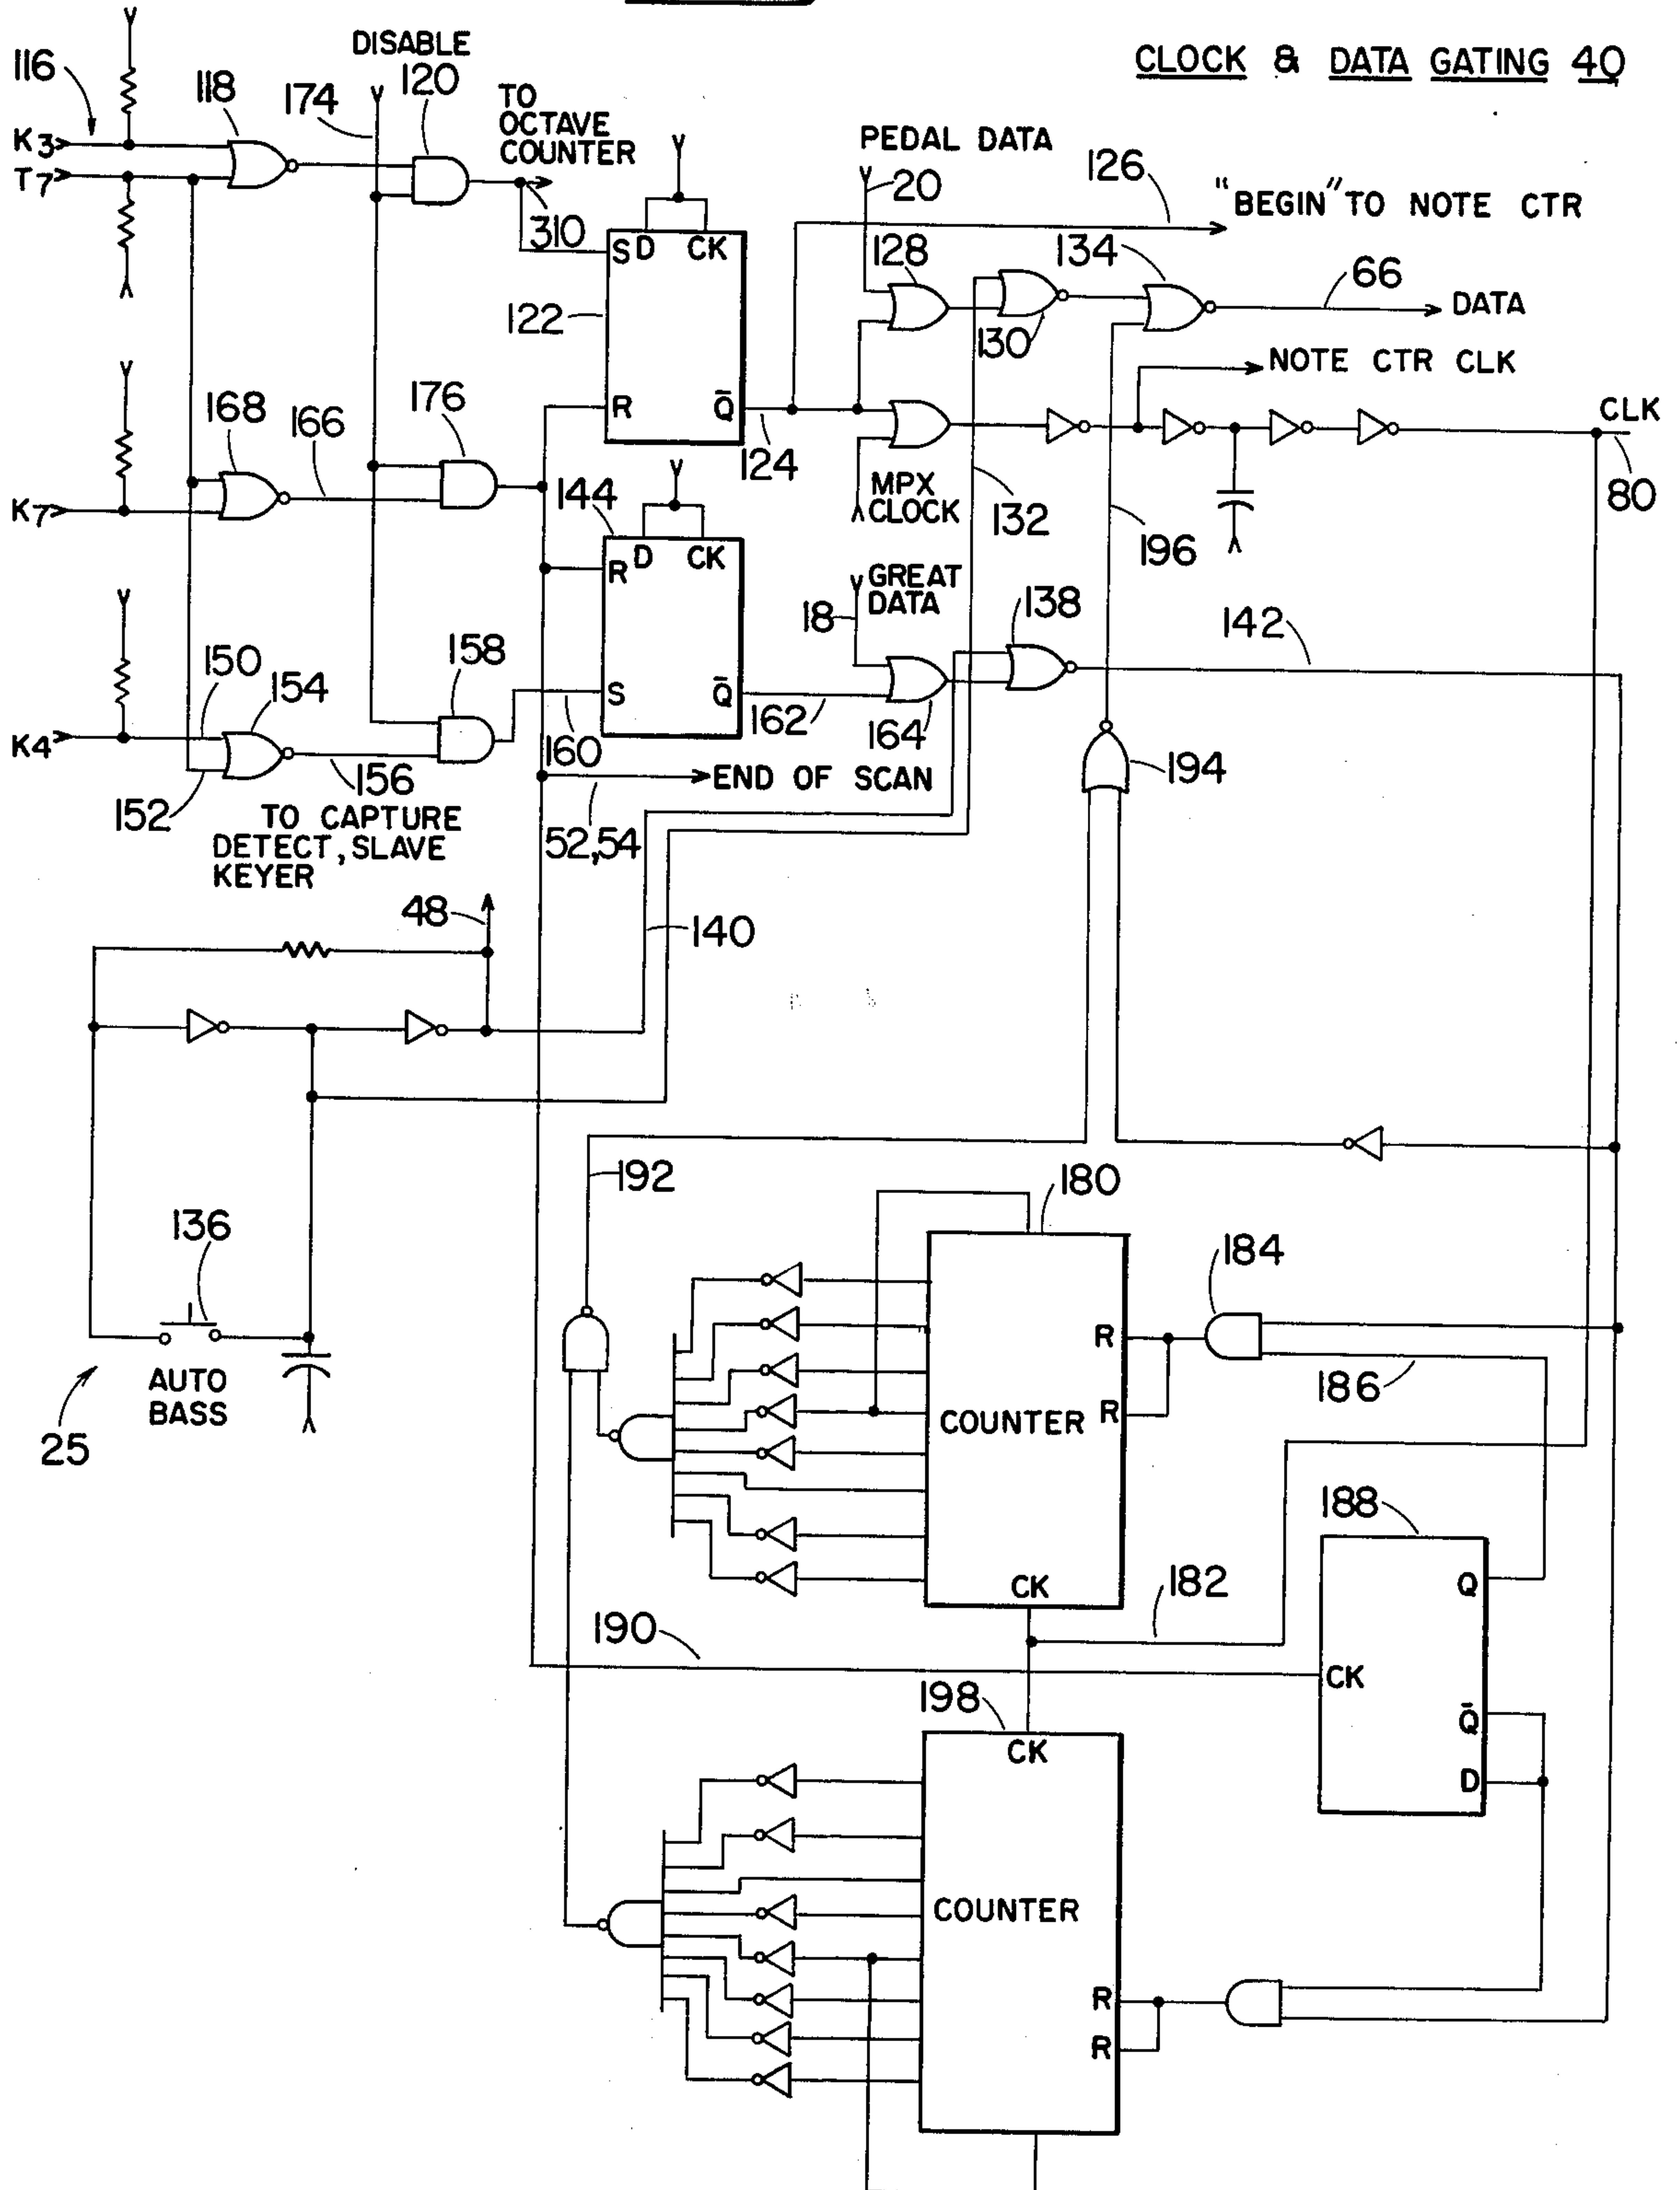 CLOCK & DATA GATING 40
DISABLE
116
118
174
120
TO
OCTAVE
COUNTER
PEDAL DATA
126
20
"BEGIN" TO NOTE CTR
K3
T7
310
S D CK
128
134
66
DATA
122
130
NOTE CTR CLK
168
166
176
R
Q̄
124
CLK
80
K7
144
MPX
CLOCK
132
196
D CK
R
GREAT
DATA
18
138
142
150
154
158
S
Q̄
162
164
K4
156
160
194
152
END OF SCAN
TO CAPTURE
DETECT, SLAVE
KEYER
52,54
48
140
192
180
136
184
R
186
AUTO
BASS
25
COUNTER
R
188
Q
CK
182
190
CK
198
Q̄
CK
D
COUNTER
R
R